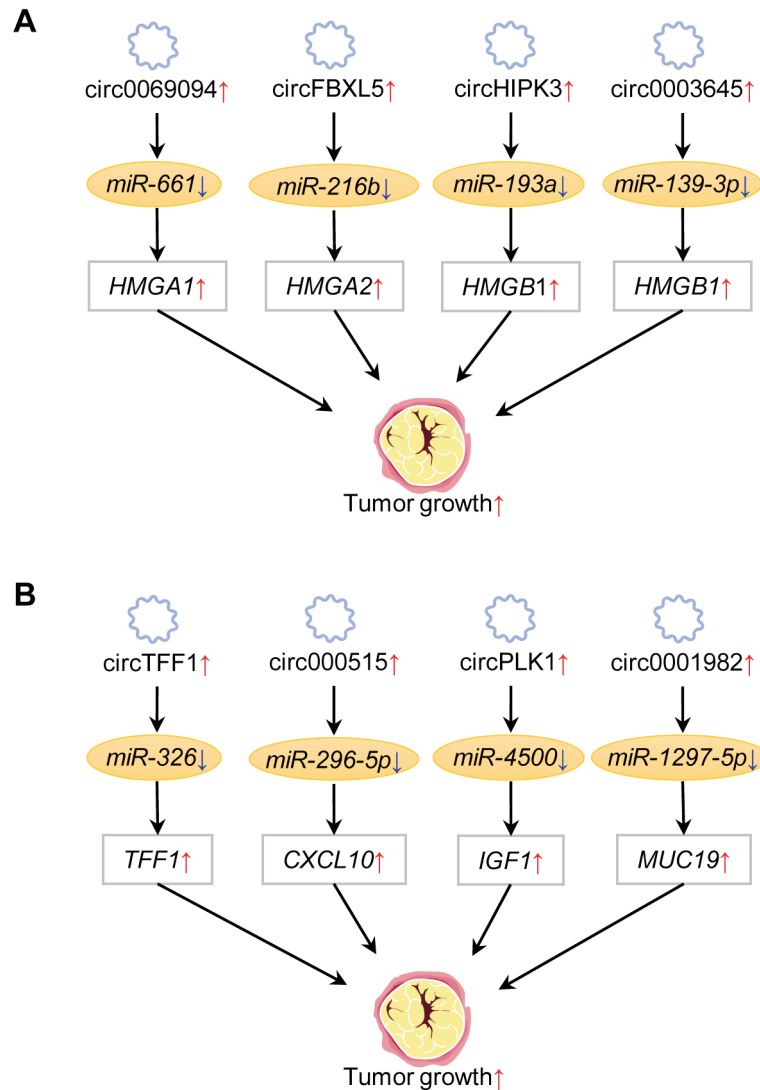 A
circ0069094↑ circFBXL5↑ circHIPK3↑ circ0003645↑
miR-661↓ miR-216b↓ miR-193a↓ miR-139-3p↓
HMGA1↑ HMGA2↑ HMGB1↑ HMGB1↑
Tumor growth↑
B
circTFF1↑ circ000515↑ circPLK1↑ circ0001982↑
miR-326↓ miR-296-5p↓ miR-4500↓ miR-1297-5p↓
TFF1↑ CXCL10↑ IGF1↑ MUC19↑
Tumor growth↑